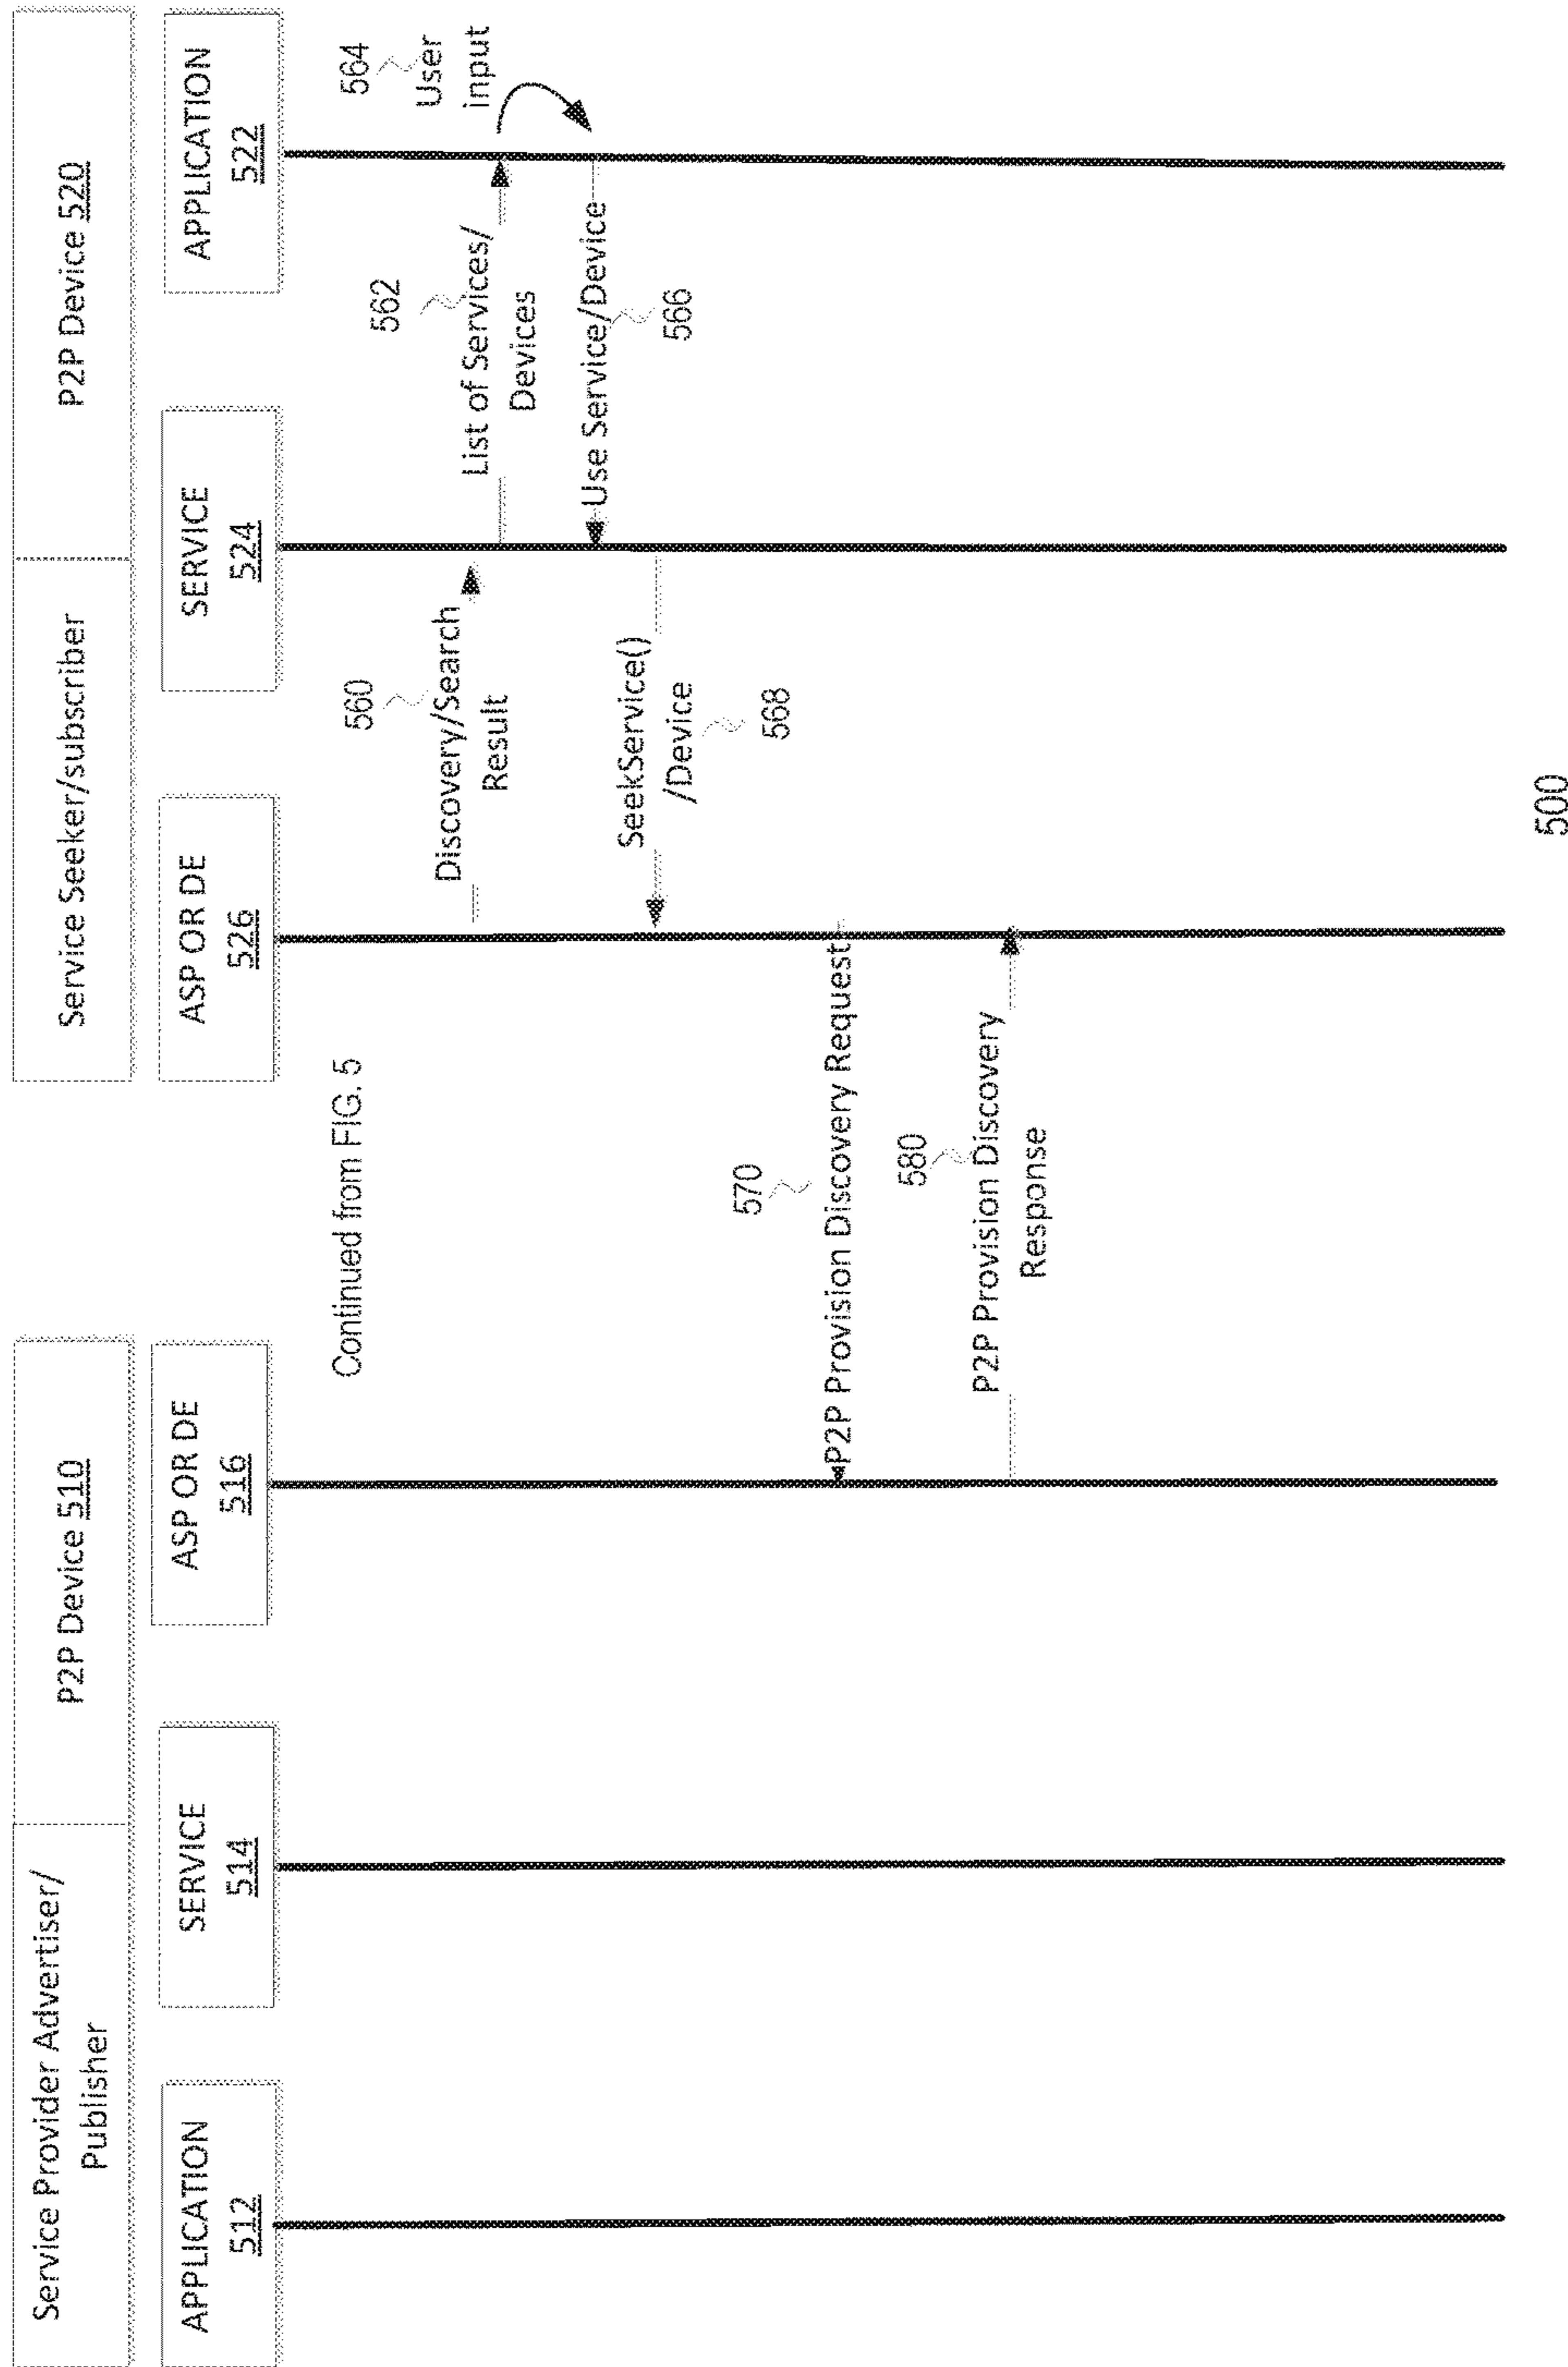 Service Provider Advertiser/
Publisher
P2P Device 510
Service Seeker/subscriber
P2P Device 520
APPLICATION
512
SERVICE
514
ASP OR DE
516
ASP OR DE
526
SERVICE
524
APPLICATION
522
Continued from FIG. 5
560
Discovery/Search
Result
562
List of Services/
Devices
564
User
input
Use Service/Device
566
SeekService()
/Device
568
570
P2P Provision Discovery Request
580
P2P Provision Discovery
Response
500